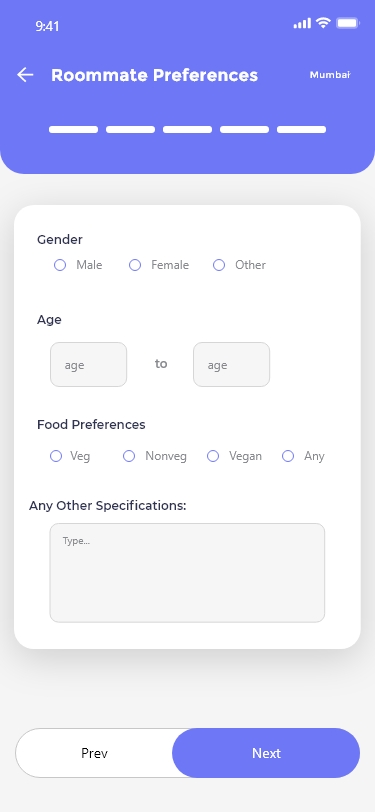 9:41
Roommate Preferences
Mumbai
Gender
Male Female Other
Age
age to age
Food Preferences
Veg Nonveg Vegan Any
Any Other Specifications:
Type...
Prev Next